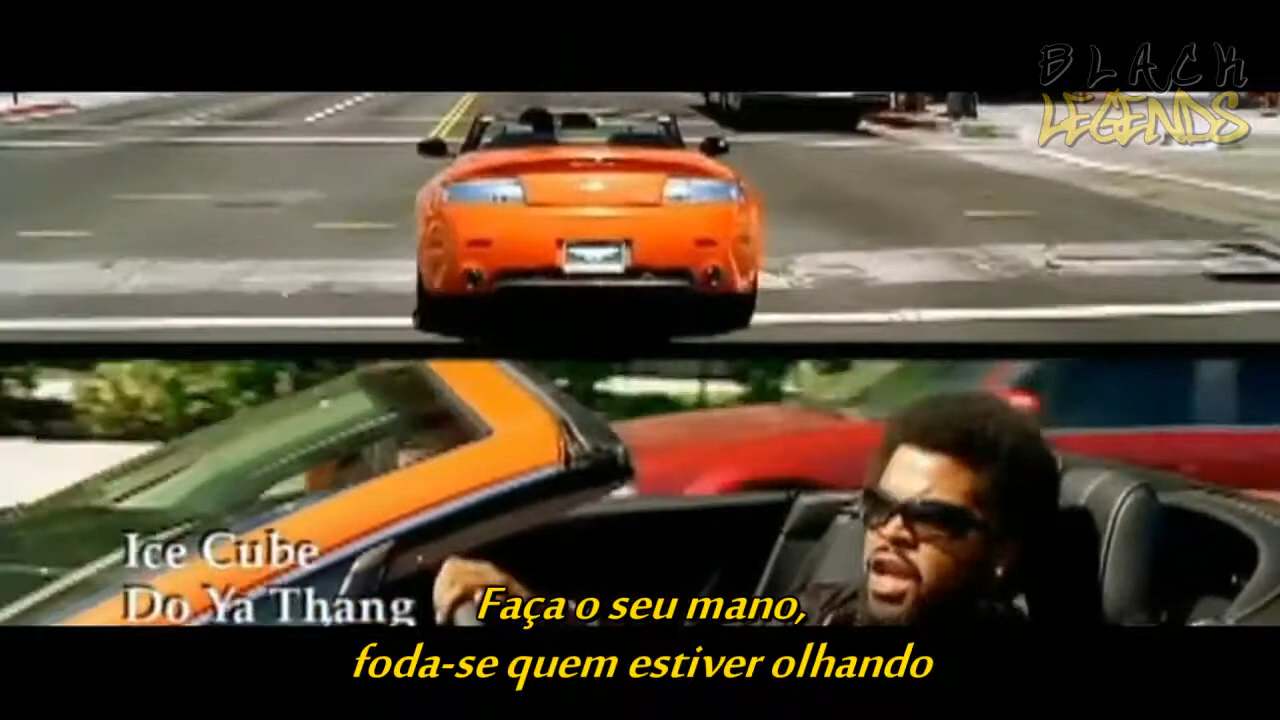 BLACK
LEGENDS
Ice Cube
Do Ya Thang
Faça o seu mano,
foda-se quem estiver olhando